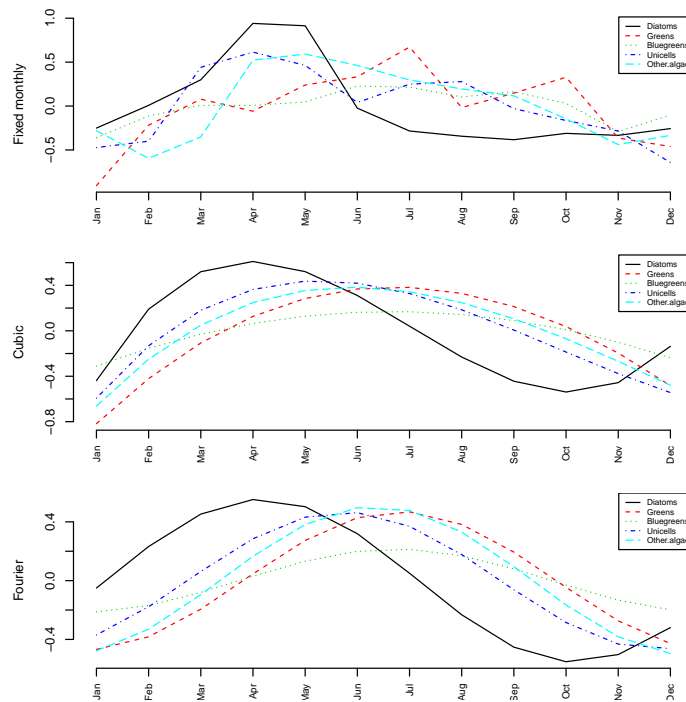 Fixed monthly
1.0
0.5
0.0
−0.5
Jan
Feb
Mar
Apr
May
Jun
Jul
Aug
Sep
Oct
Nov
Dec
Diatoms
Greens
Bluegreens
Unicells
Other.algae
Cubic
0.4
0.0
−0.4
−0.8
Jan
Feb
Mar
Apr
May
Jun
Jul
Aug
Sep
Oct
Nov
Dec
Diatoms
Greens
Bluegreens
Unicells
Other.algae
Fourier
0.4
0.0
−0.4
Jan
Feb
Mar
Apr
May
Jun
Jul
Aug
Sep
Oct
Nov
Dec
Diatoms
Greens
Bluegreens
Unicells
Other.algae